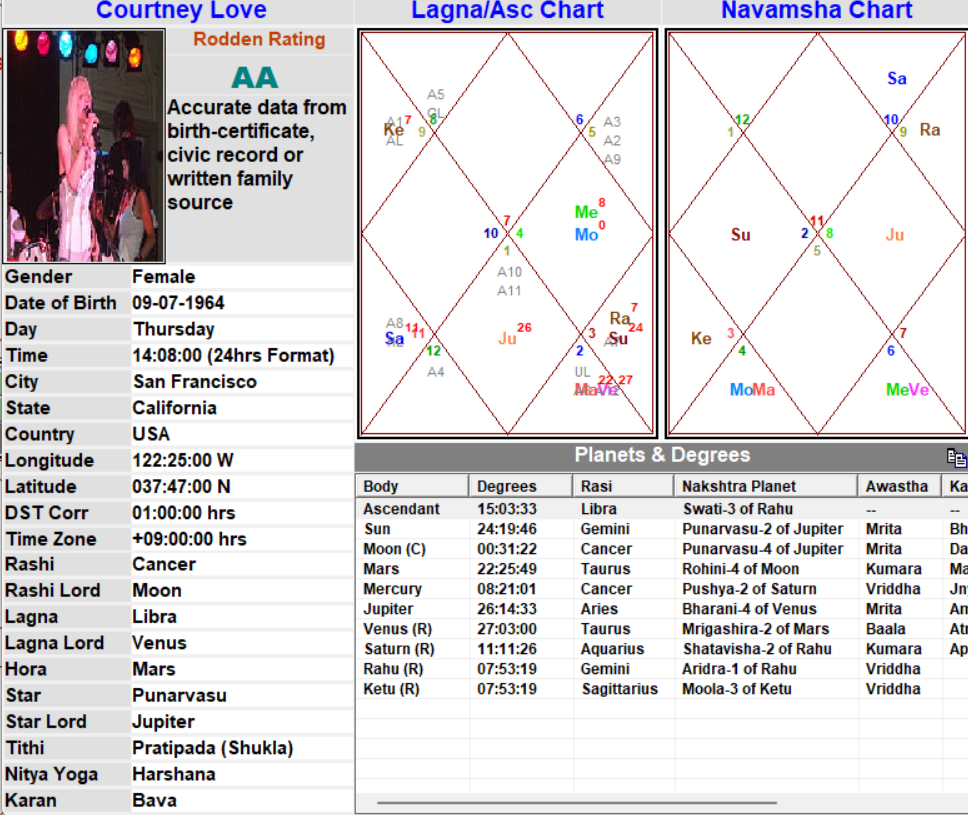 Courtney Love
Lagna/Asc Chart
Navamsha Chart
Rodden Rating
AA
Accurate data from
birth-certificate,
civic record or
written family
source
Gender Female
Date of Birth 09-07-1964
Day Thursday
Time 14:08:00 (24hrs Format)
City San Francisco
State California
Country USA
Longitude 122:25:00 W
Latitude 037:47:00 N
DST Corr 01:00:00 hrs
Time Zone +09:00:00 hrs
Rashi Cancer
Rashi Lord Moon
Lagna Libra
Lagna Lord Venus
Hora Mars
Star Punarvasu
Star Lord Jupiter
Tithi Pratipada (Shukla)
Nitya Yoga Harshana
Karan Bava
A5
GL
A1 7 8
Ke 9
AL
6 A3
5 A2
A9
Me 8
Mo 0
7
10 4
1
A10
A11
A8
Sa 11 11
12
A4
Ju 26
Ra 7
3 Su 24
2
UL
Ma 22 Ve 27
Sa
12
1
10
9 Ra
Su
11
2 8
5
Ju
Ke 3
4
MoMa
7
6
MeVe
Planets & Degrees
Body Degrees Rasi Nakshtra Planet Awastha Ka
Ascendant 15:03:33 Libra Swati-3 of Rahu -- --
Sun 24:19:46 Gemini Punarvasu-2 of Jupiter Mrita Bh
Moon (C) 00:31:22 Cancer Punarvasu-4 of Jupiter Mrita Da
Mars 22:25:49 Taurus Rohini-4 of Moon Kumara Ma
Mercury 08:21:01 Cancer Pushya-2 of Saturn Vriddha Jn
Jupiter 26:14:33 Aries Bharani-4 of Venus Mrita Am
Venus (R) 27:03:00 Taurus Mrigashira-2 of Mars Baala Atr
Saturn (R) 11:11:26 Aquarius Shatavisha-2 of Rahu Kumara Ap
Rahu (R) 07:53:19 Gemini Aridra-1 of Rahu Vriddha
Ketu (R) 07:53:19 Sagittarius Moola-3 of Ketu Vriddha